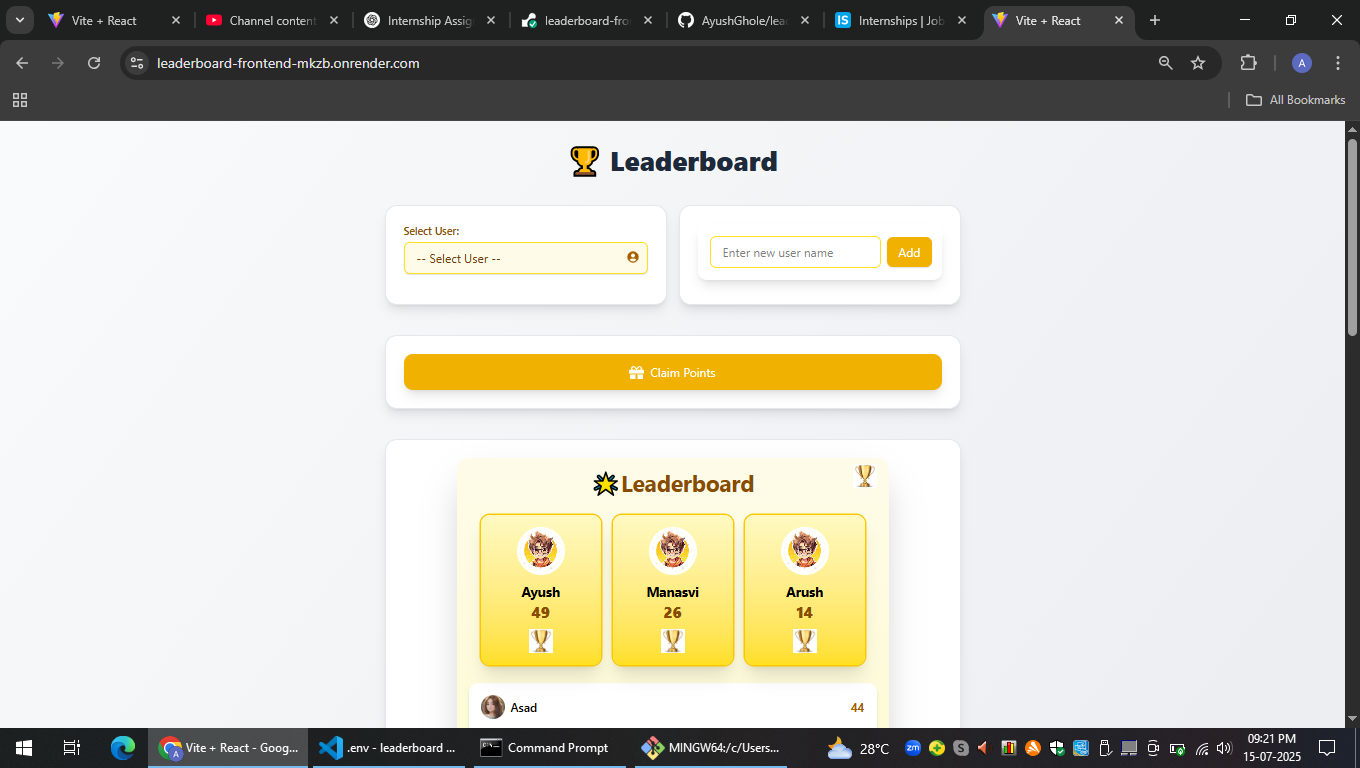 Vite + React
Channel content
Internship Assig
leaderboard-fro
AyushGhole/lea
Internships | Job
Vite + React
leaderboard-frontend-mkzb.onrender.com
A
All Bookmarks
🏆 Leaderboard
Select User:
-- Select User --
Enter new user name
Add
Claim Points
🌟Leaderboard
Ayush
49
Manasvi
26
Arush
14
Asad
44
Vite + React - Goog...
.env - leaderboard ...
Command Prompt
MINGW64:/c/Users...
28°C
zm
09:21 PM
15-07-2025